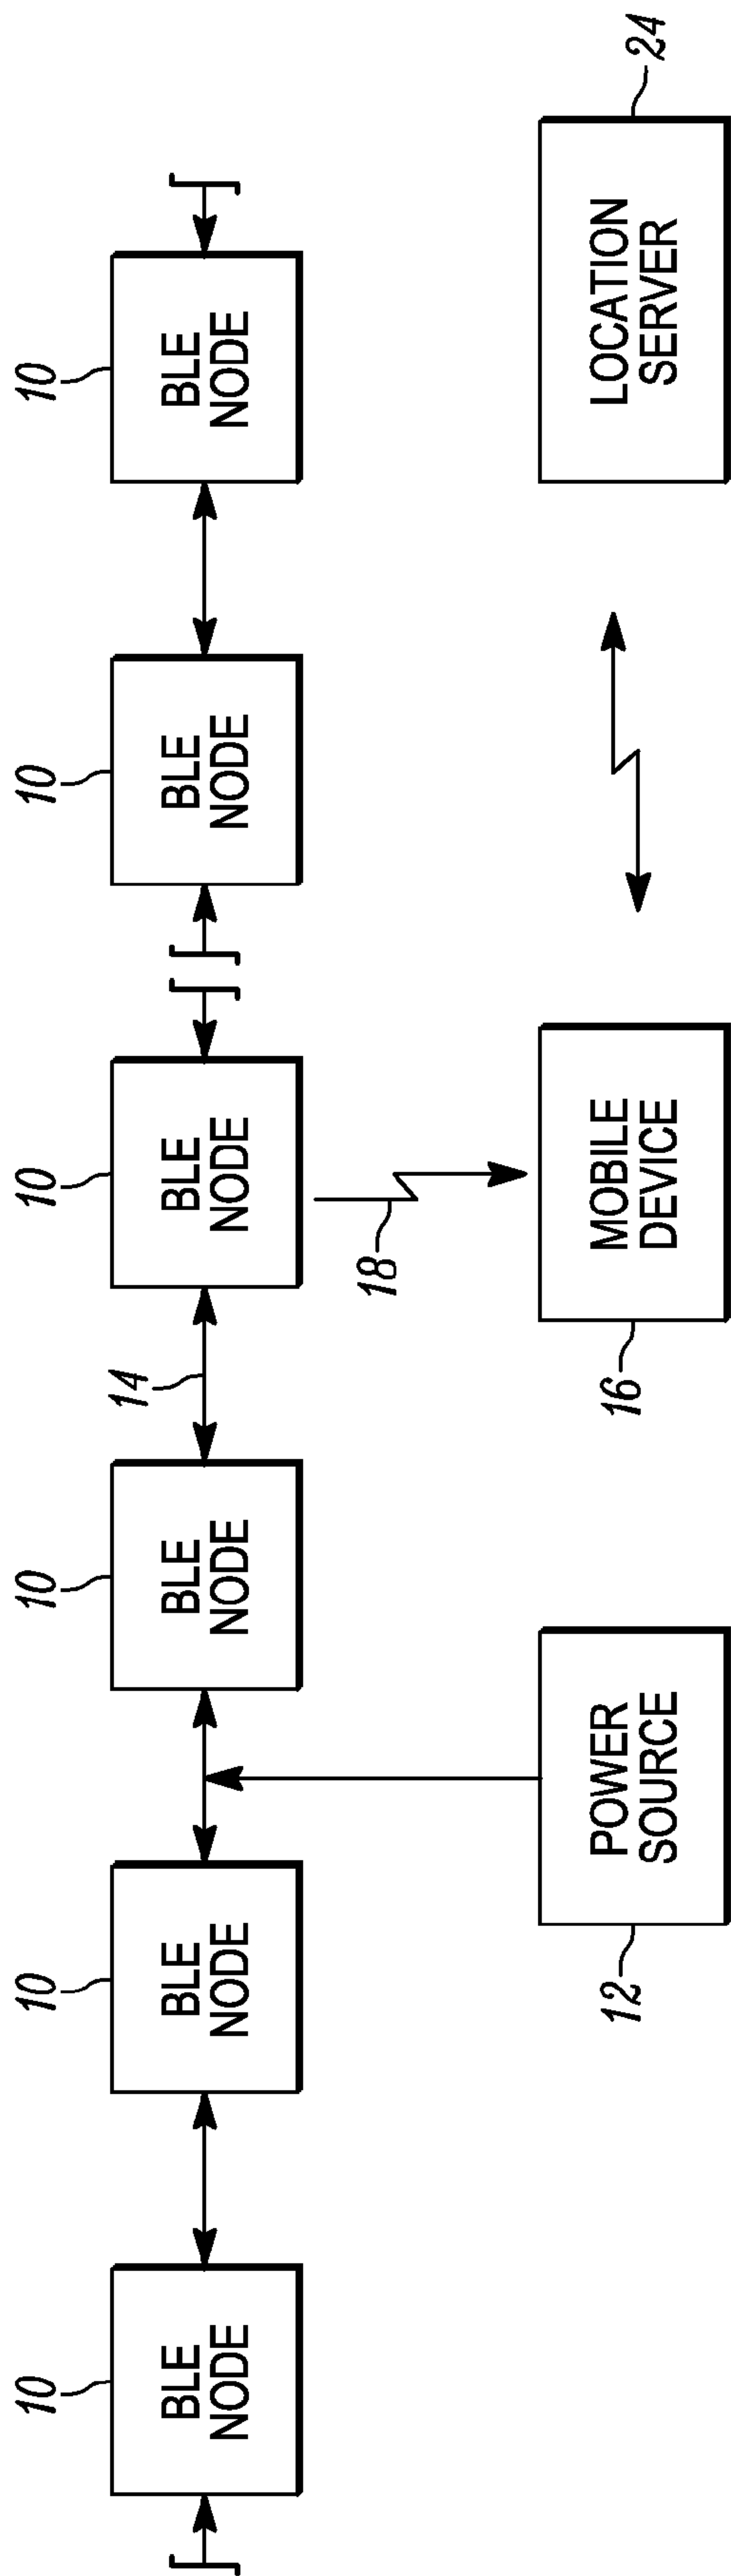 10
10
10
10
10
10
BLE
NODE
BLE
NODE
BLE
NODE
BLE
NODE
BLE
NODE
BLE
NODE
14
18
12
POWER
SOURCE
16
MOBILE
DEVICE
LOCATION
SERVER
24